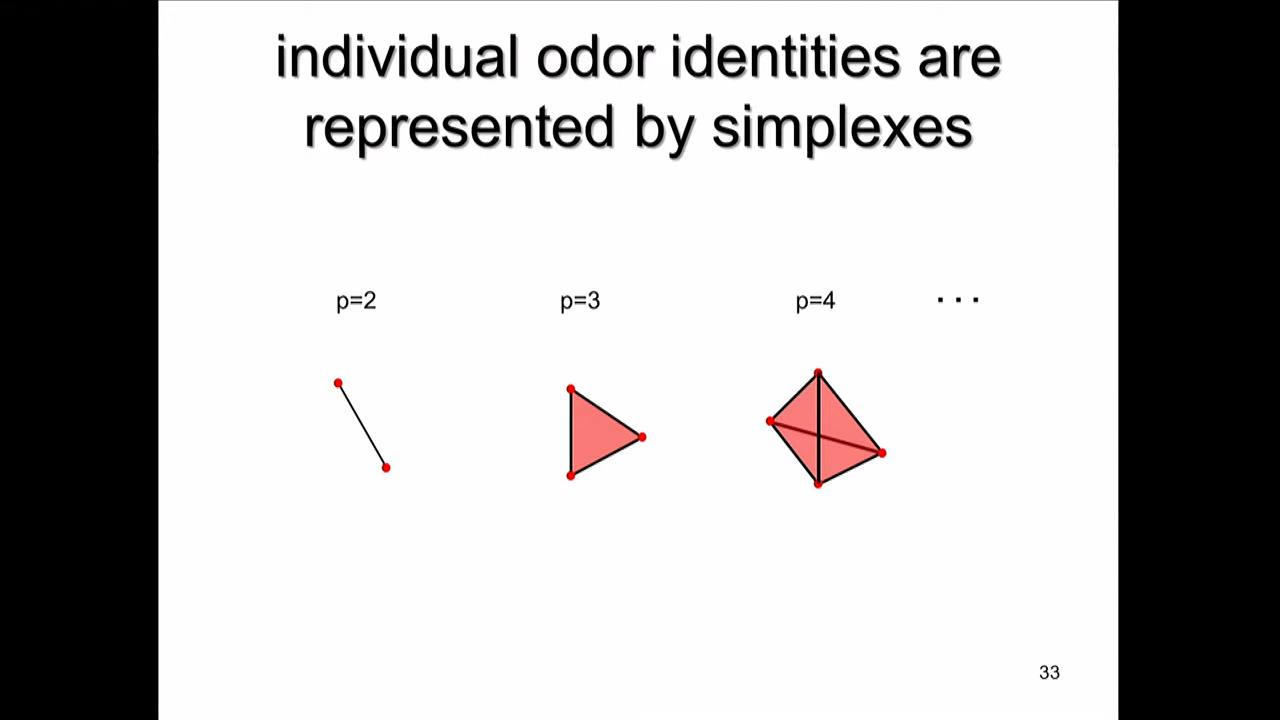 individual odor identities are
represented by simplexes
p=2 p=3 p=4 ...
33